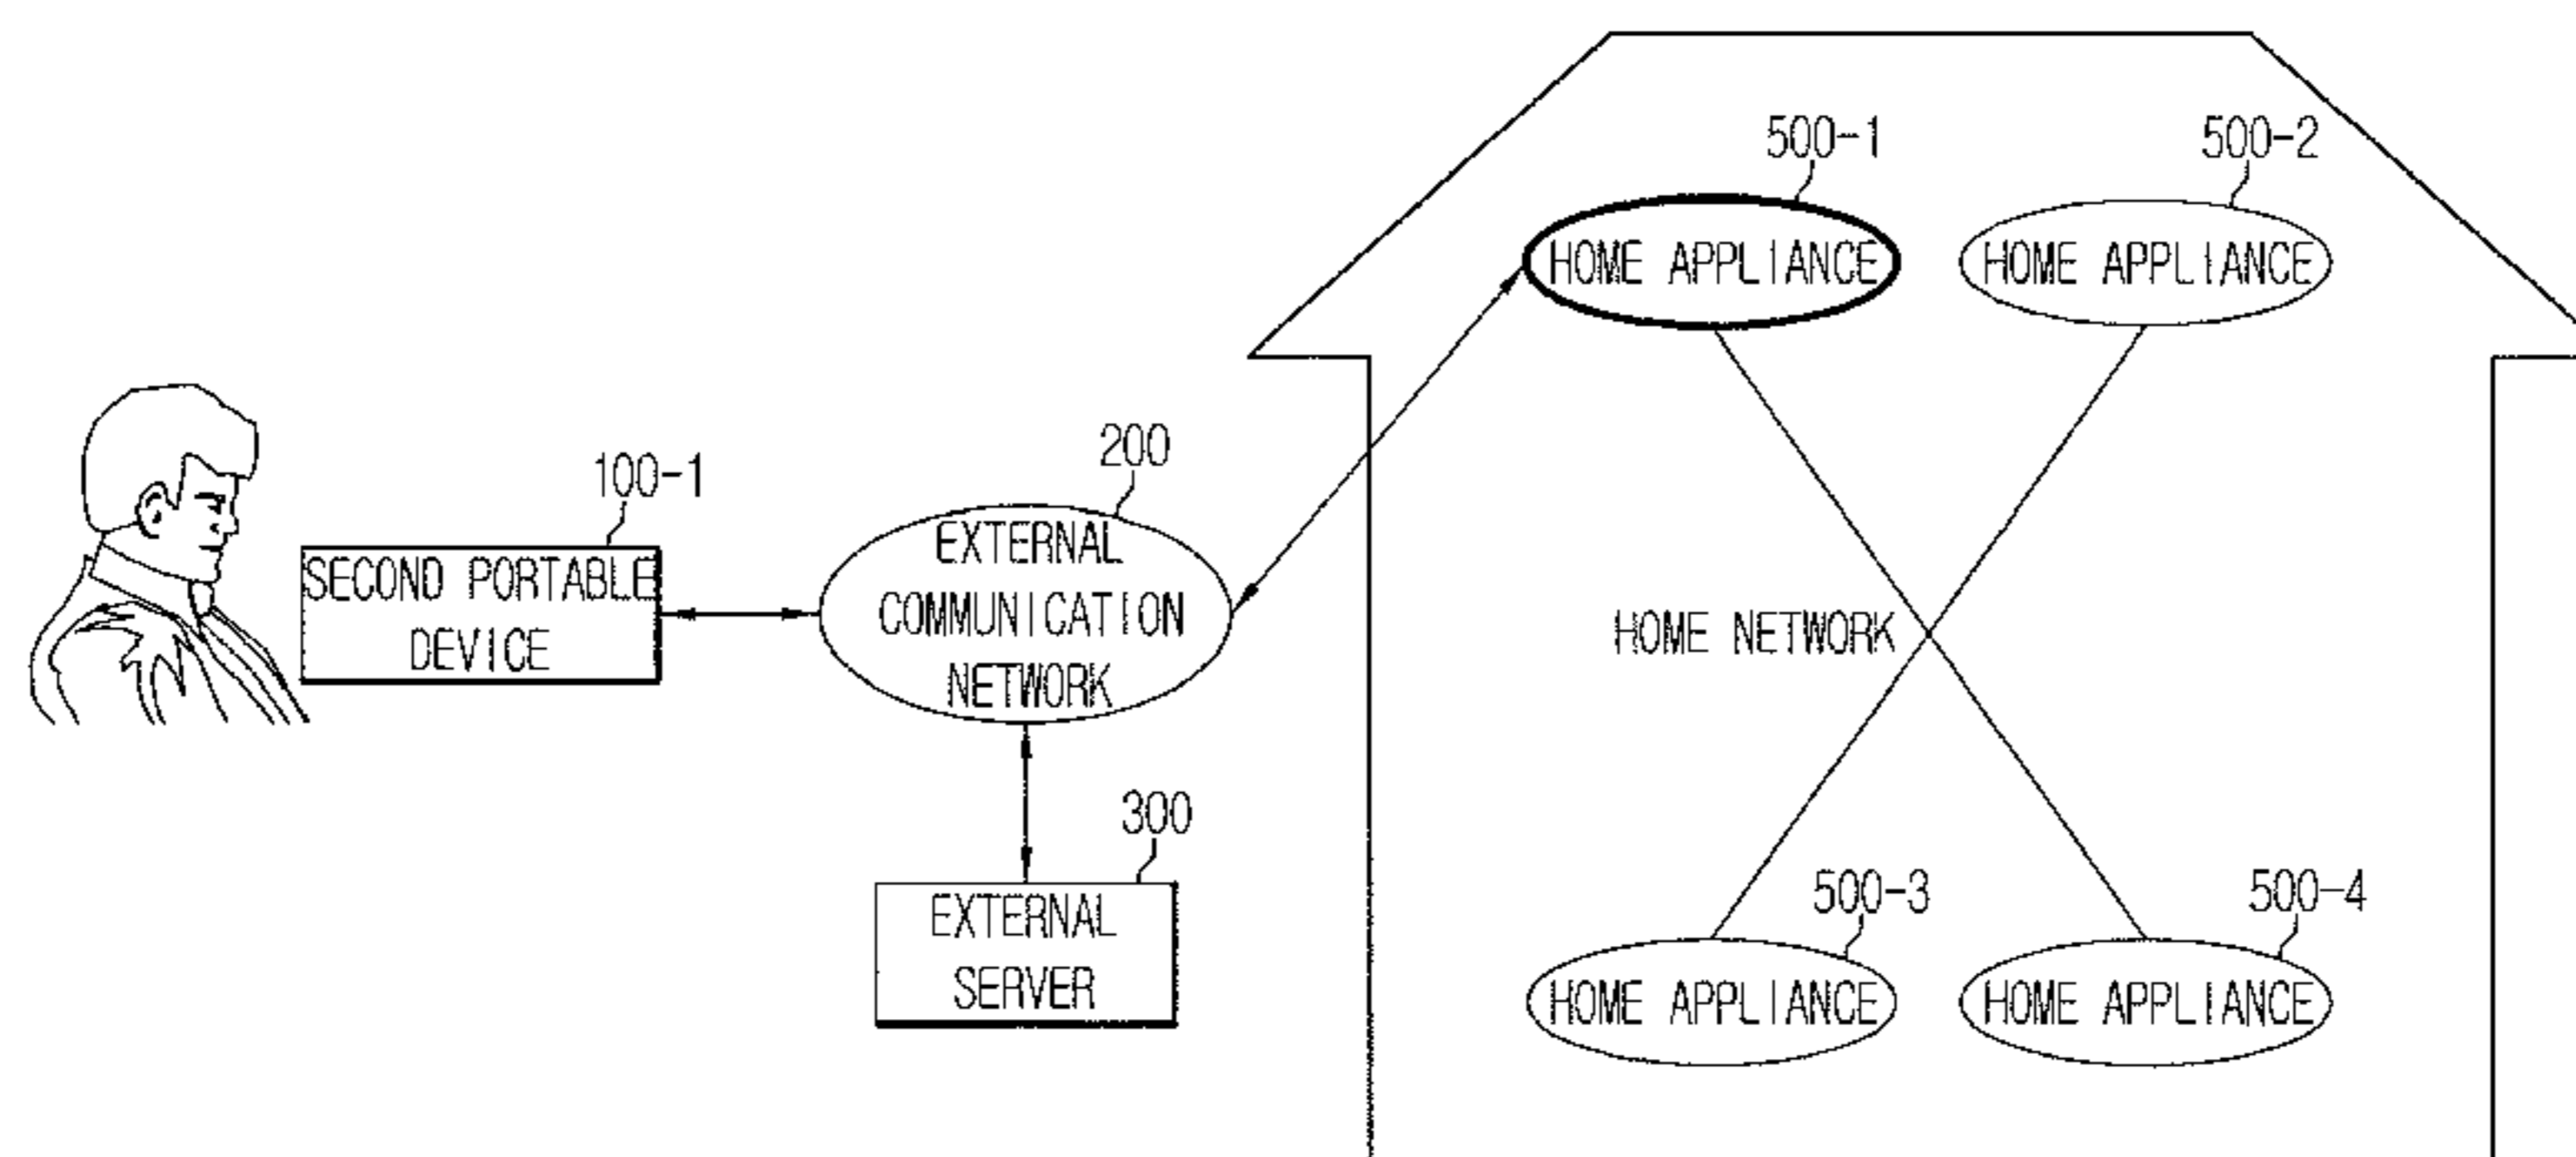 500-1
500-2
HOME APPLIANCE
HOME APPLIANCE
200
100-1
EXTERNAL
COMMUNICATION
NETWORK
SECOND PORTABLE
DEVICE
HOME NETWORK
300
EXTERNAL
SERVER
500-3
500-4
HOME APPLIANCE
HOME APPLIANCE